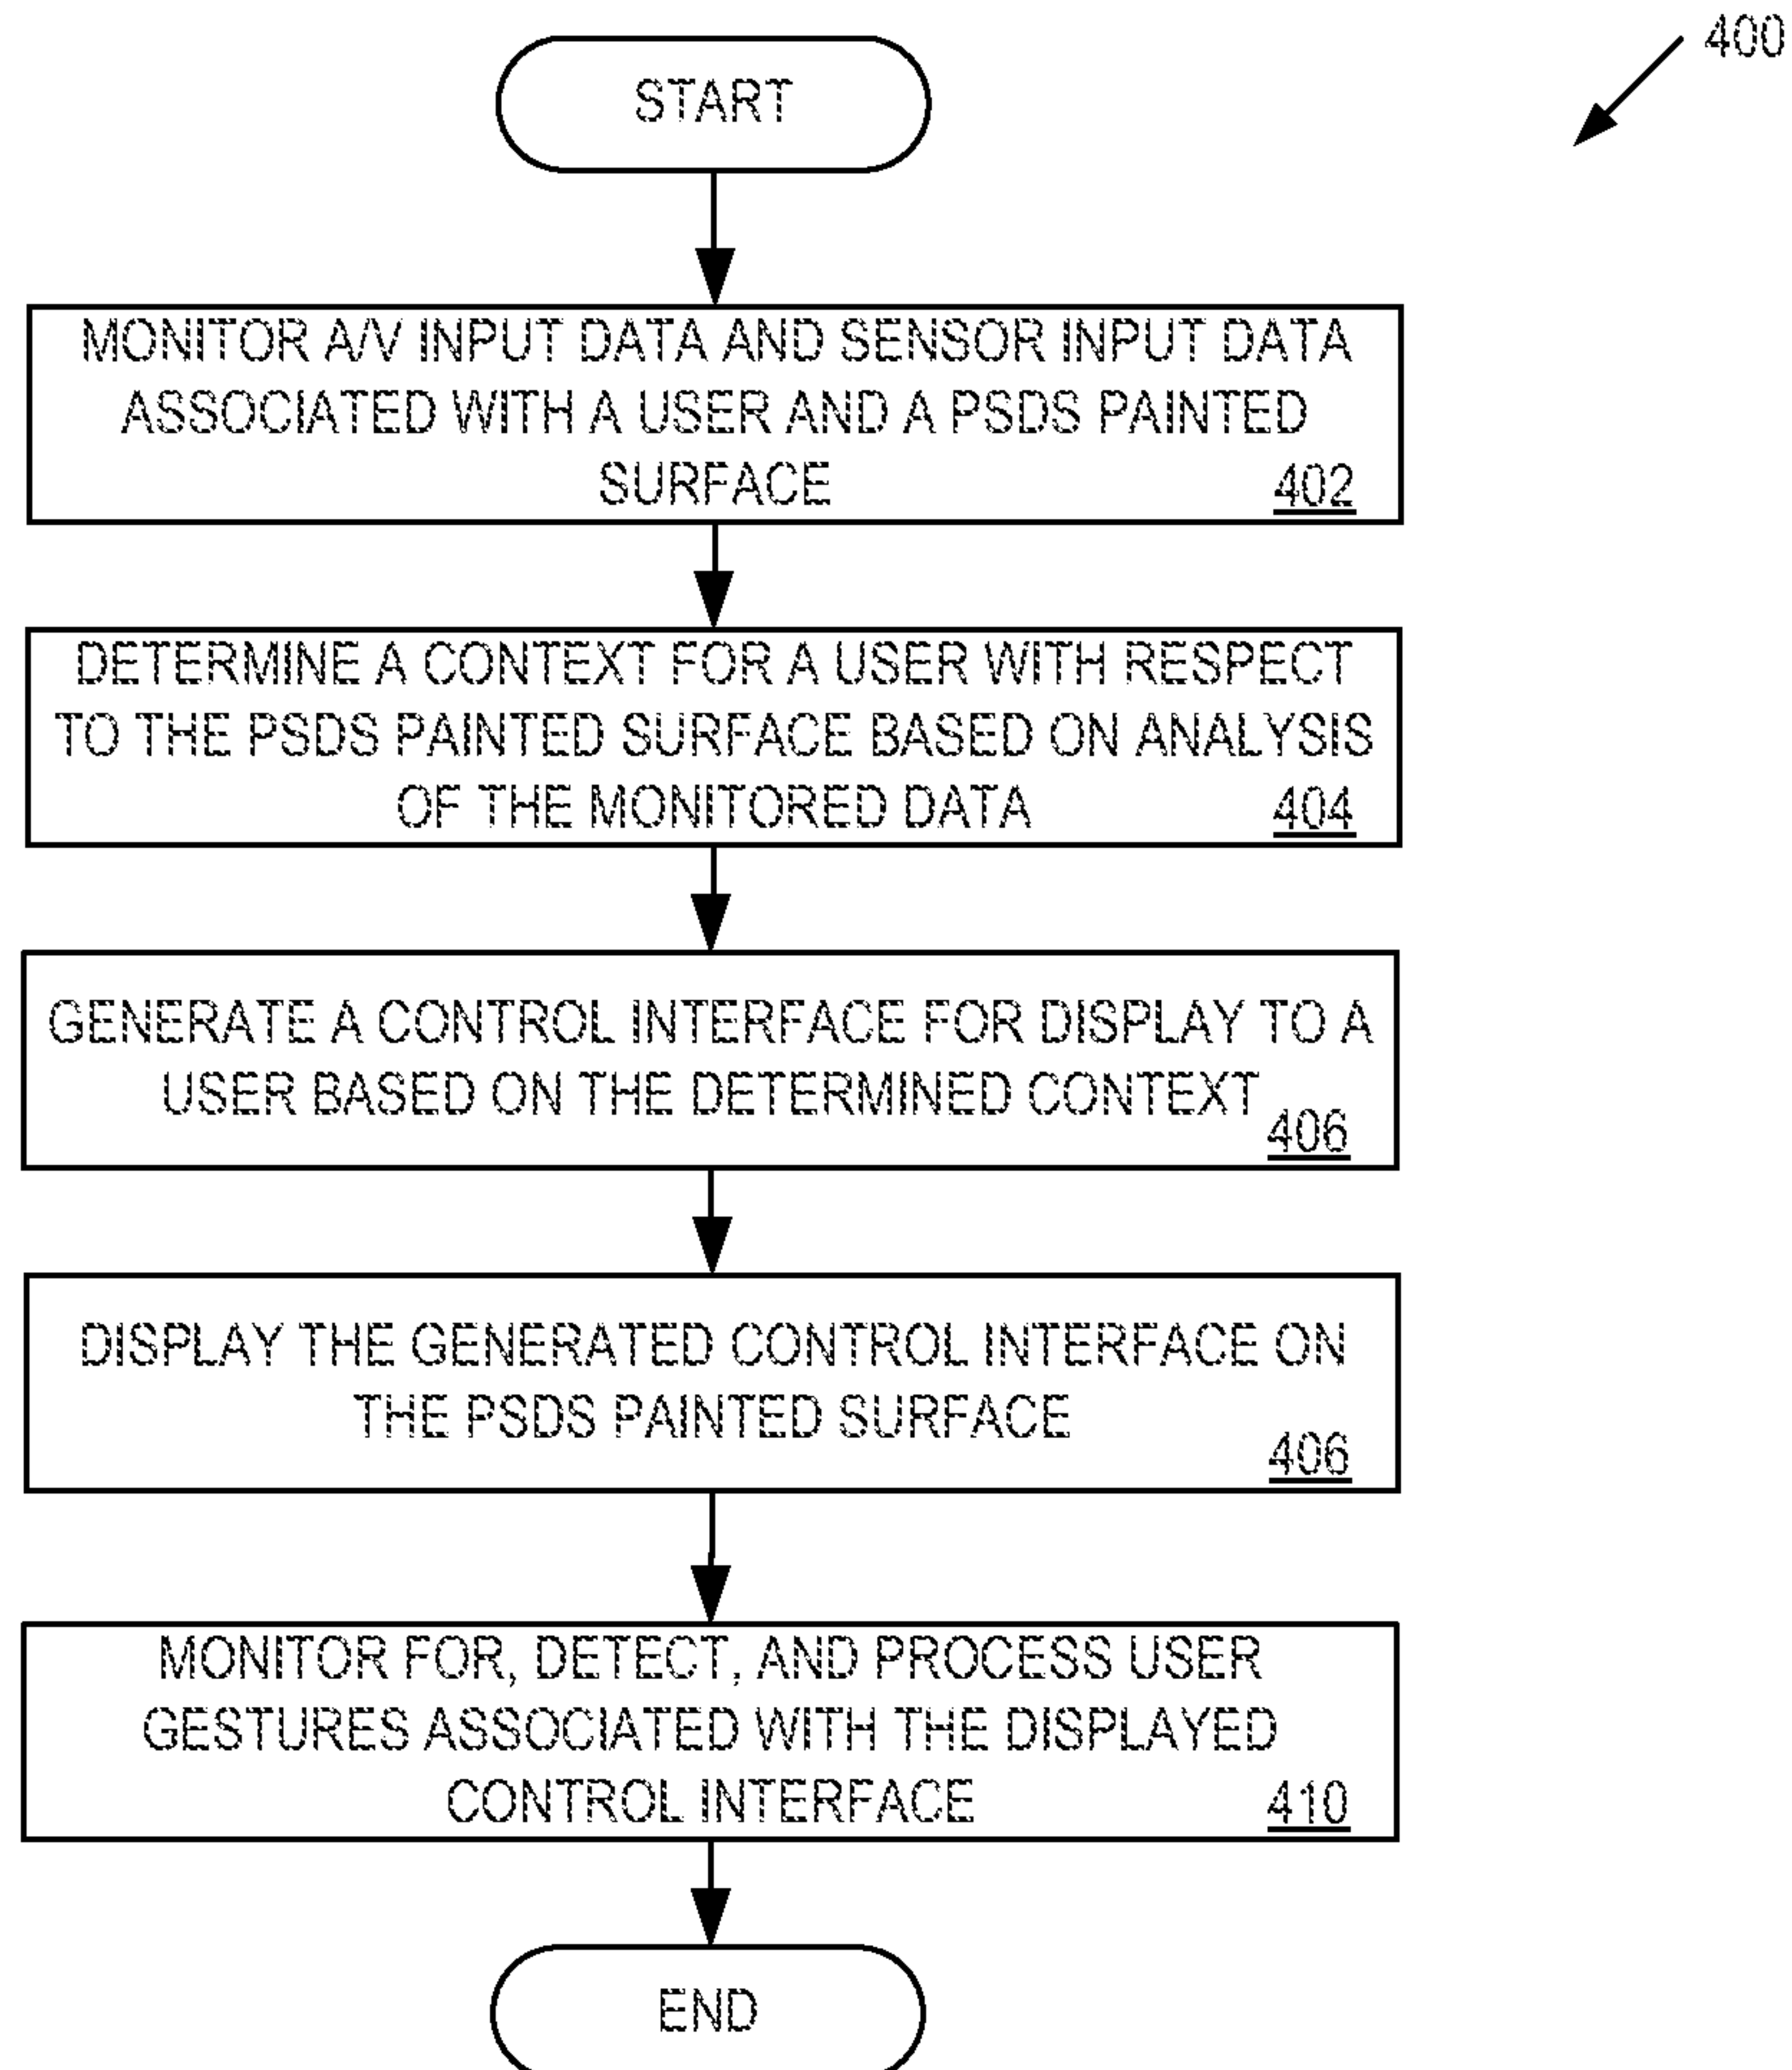 400
START
MONITOR A/V INPUT DATA AND SENSOR INPUT DATA
ASSOCIATED WITH A USER AND A PSDS PAINTED
SURFACE 402
DETERMINE A CONTEXT FOR A USER WITH RESPECT
TO THE PSDS PAINTED SURFACE BASED ON ANALYSIS
OF THE MONITORED DATA 404
GENERATE A CONTROL INTERFACE FOR DISPLAY TO A
USER BASED ON THE DETERMINED CONTEXT
406
DISPLAY THE GENERATED CONTROL INTERFACE ON
THE PSDS PAINTED SURFACE
406
MONITOR FOR, DETECT, AND PROCESS USER
GESTURES ASSOCIATED WITH THE DISPLAYED
CONTROL INTERFACE 410
END